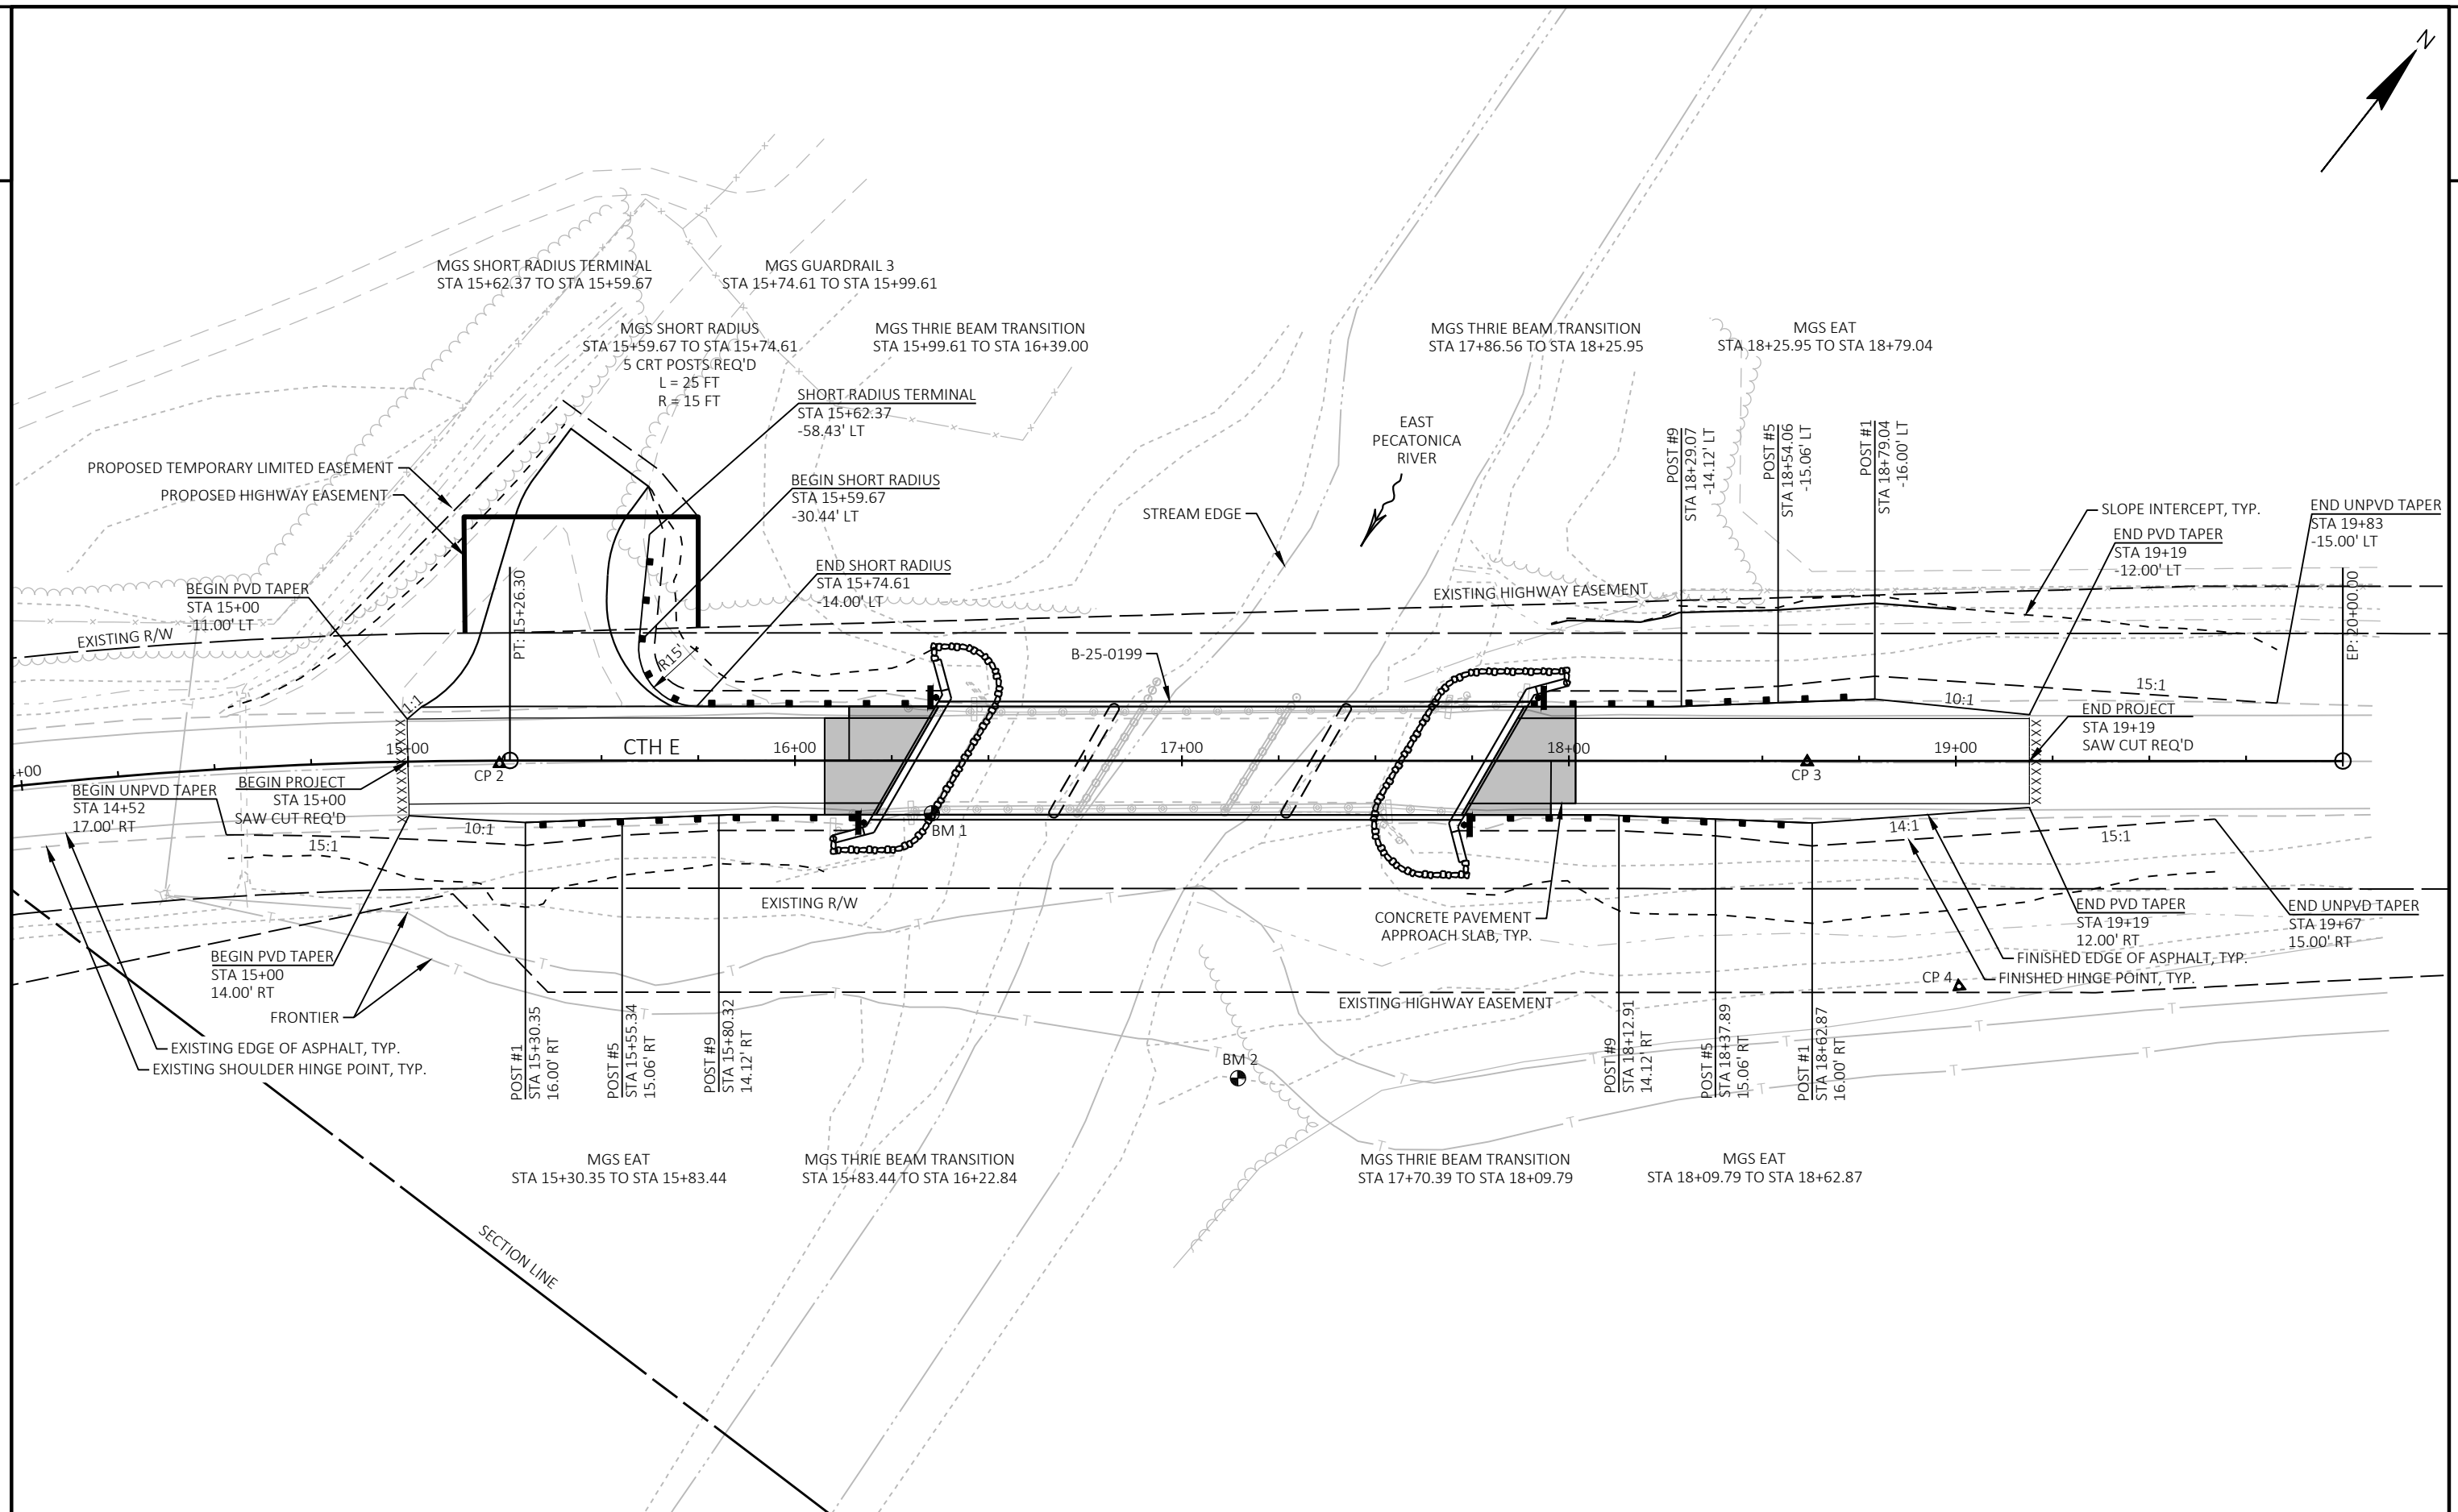 N
MGS SHORT RADIUS TERMINAL
STA 15+62.37 TO STA 15+59.67
MGS GUARDRAIL 3
STA 15+74.61 TO STA 15+99.61
MGS SHORT RADIUS
STA 15+59.67 TO STA 15+74.61
5 CRT POSTS REQ'D
L = 25 FT
R = 15 FT
MGS THRIE BEAM TRANSITION
STA 15+99.61 TO STA 16+39.00
MGS THRIE BEAM TRANSITION
STA 17+86.56 TO STA 18+25.95
MGS EAT
STA 18+25.95 TO STA 18+79.04
SHORT RADIUS TERMINAL
STA 15+62.37
-58.43' LT
EAST
PECATONICA
RIVER
POST #9
STA 18+29.07
-14.12' LT
POST #5
STA 18+54.06
-15.06' LT
POST #1
STA 18+79.04
-16.00' LT
PROPOSED TEMPORARY LIMITED EASEMENT
PROPOSED HIGHWAY EASEMENT
BEGIN SHORT RADIUS
STA 15+59.67
-30.44' LT
STREAM EDGE
SLOPE INTERCEPT, TYP.
END PVD TAPER
STA 19+19
-12.00' LT
END UNPVD TAPER
STA 19+83
-15.00' LT
END SHORT RADIUS
STA 15+74.61
-14.00' LT
BEGIN PVD TAPER
STA 15+00
-11.00' LT
PT: 15+26.30
EXISTING HIGHWAY EASEMENT
EP: 20+00.00
EXISTING R/W
R15'
B-25-0199
1:1
10:1
15:1
END PROJECT
STA 19+19
SAW CUT REQ'D
+00
15+00
CTH E
16+00
17+00
18+00
19+00
CP 2
CP 3
BEGIN PROJECT
STA 15+00
SAW CUT REQ'D
BEGIN UNPVD TAPER
STA 14+52
17.00' RT
10:1
15:1
BM 1
14:1
15:1
EXISTING R/W
CONCRETE PAVEMENT
APPROACH SLAB, TYP.
END PVD TAPER
STA 19+19
12.00' RT
END UNPVD TAPER
STA 19+67
15.00' RT
BEGIN PVD TAPER
STA 15+00
14.00' RT
FINISHED EDGE OF ASPHALT, TYP.
CP 4
FINISHED HINGE POINT, TYP.
EXISTING HIGHWAY EASEMENT
FRONTIER
EXISTING EDGE OF ASPHALT, TYP.
EXISTING SHOULDER HINGE POINT, TYP.
POST #1
STA 15+30.35
16.00' RT
POST #5
STA 15+55.34
15.06' RT
POST #9
STA 15+80.32
14.12' RT
BM 2
POST #9
STA 18+12.91
14.12' RT
POST #5
STA 18+37.89
15.06' RT
POST #1
STA 18+62.87
16.00' RT
MGS EAT
STA 15+30.35 TO STA 15+83.44
MGS THRIE BEAM TRANSITION
STA 15+83.44 TO STA 16+22.84
MGS THRIE BEAM TRANSITION
STA 17+70.39 TO STA 18+09.79
MGS EAT
STA 18+09.79 TO STA 18+62.87
SECTION LINE